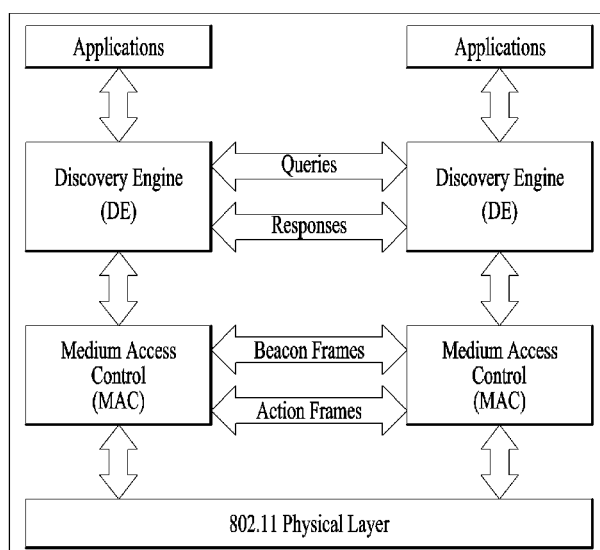 Applications
Applications
Discovery Engine
(DE)
Queries
Responses
Discovery Engine
(DE)
Medium Access
Control
(MAC)
Beacon Frames
Action Frames
Medium Access
Control
(MAC)
802.11 Physical Layer